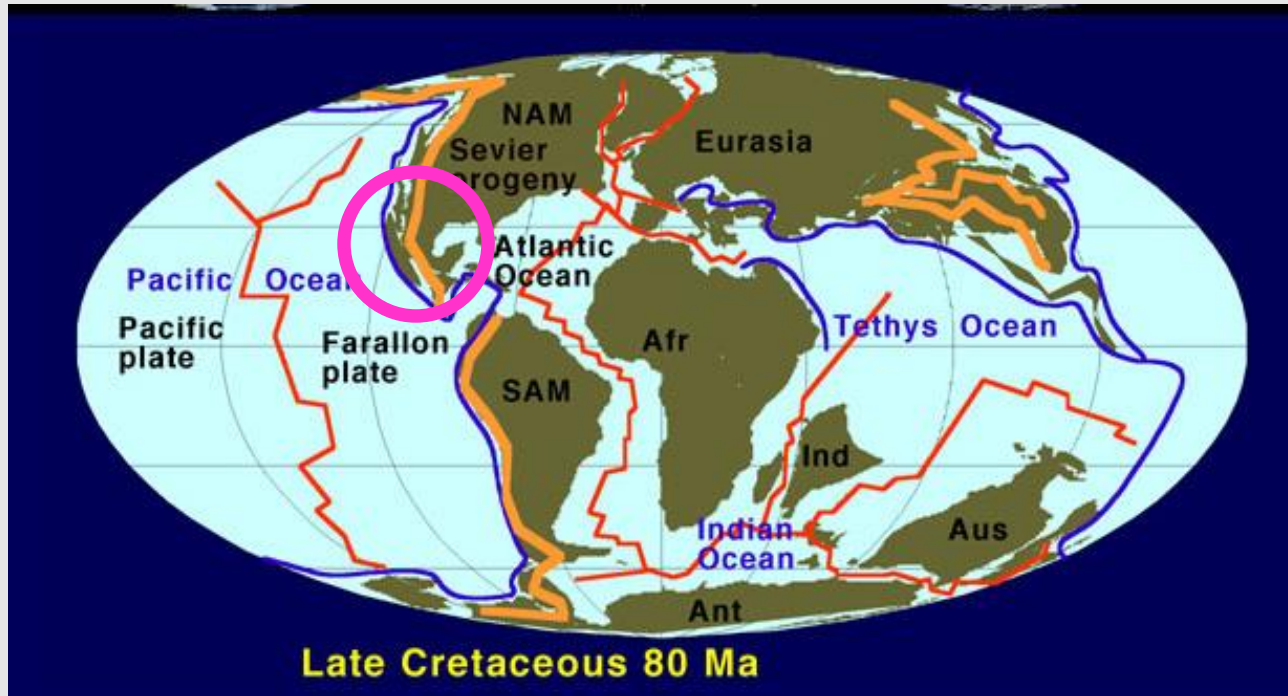 NAM
Sevier
orogeny
Eurasia
Atlantic
Ocean
Pacific Ocean
Pacific
plate
Farallon
plate
Afr
Tethys Ocean
SAM
Ind
Indian
Ocean
Aus
Ant
Late Cretaceous 80 Ma